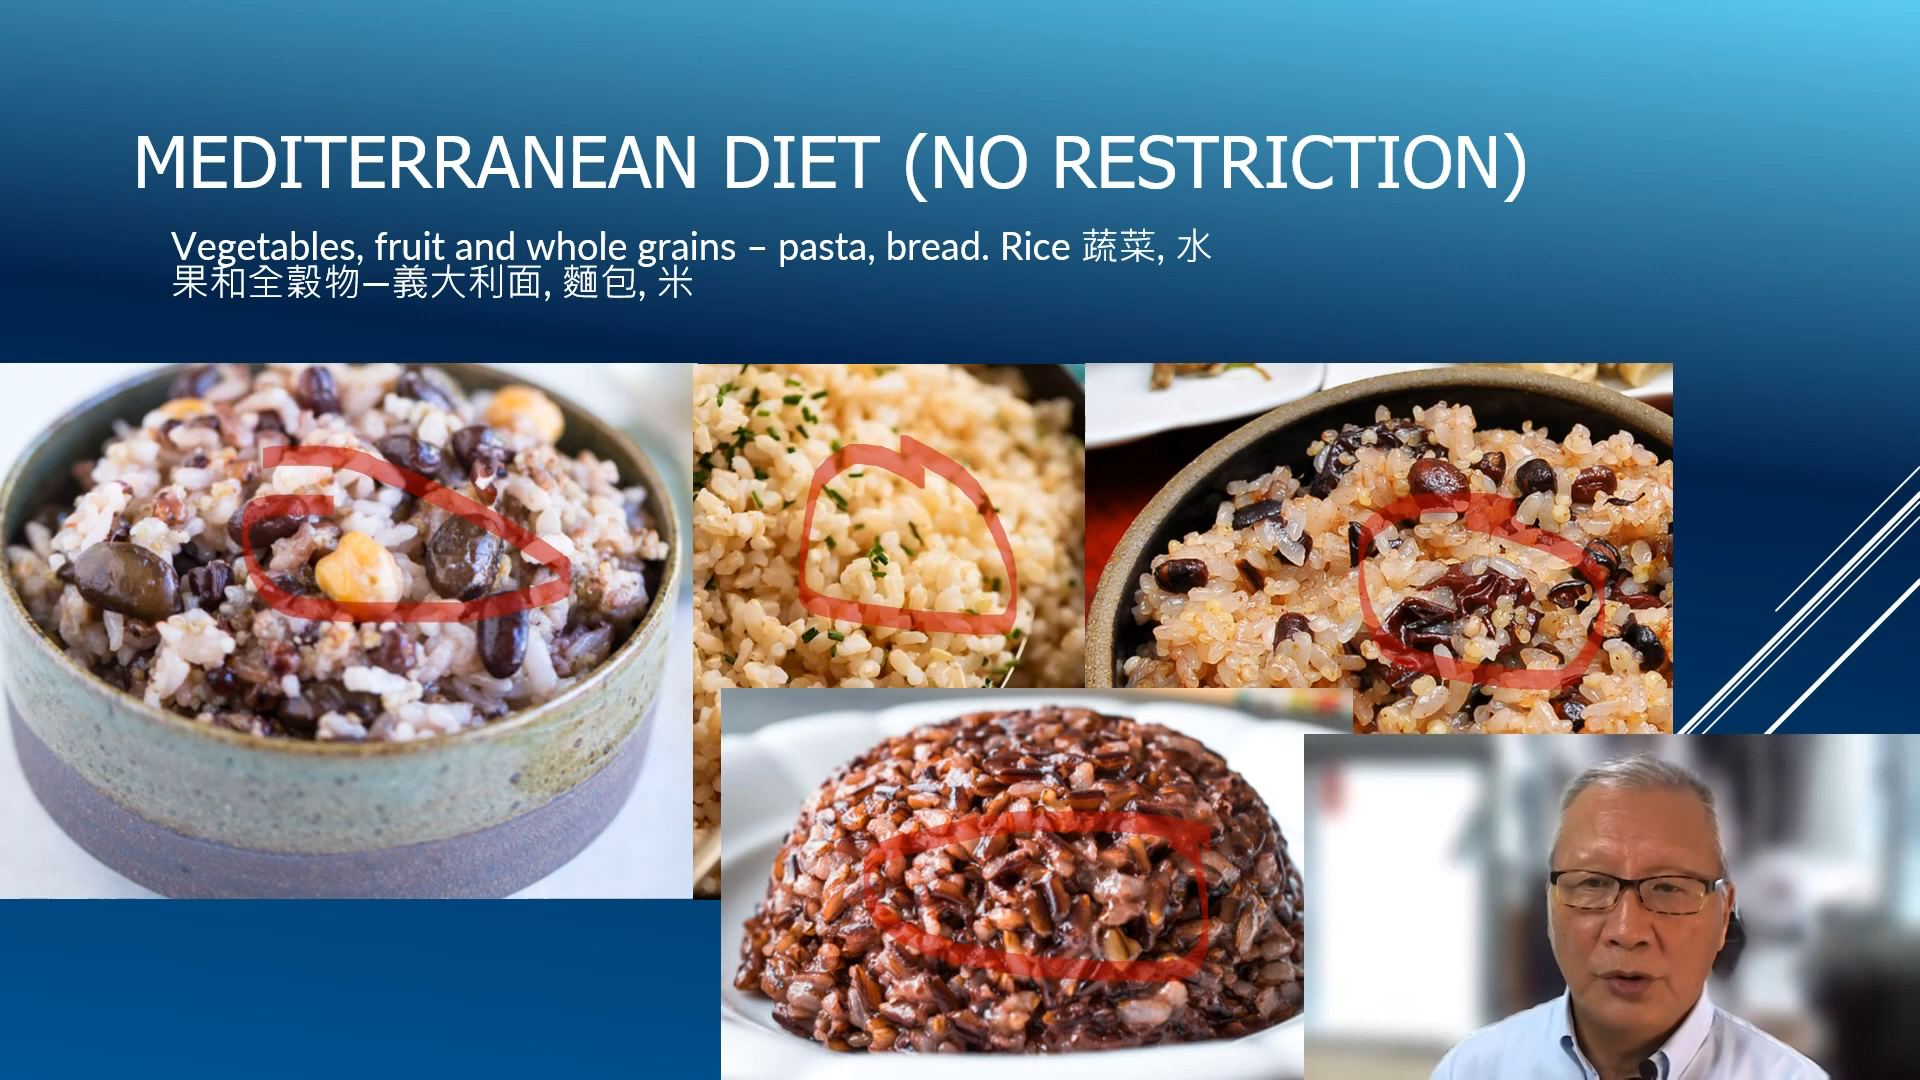 MEDITERRANEAN DIET (NO RESTRICTION)
Vegetables, fruit and whole grains – pasta, bread. Rice 蔬菜, 水
果和全穀物—義大利面, 麵包, 米